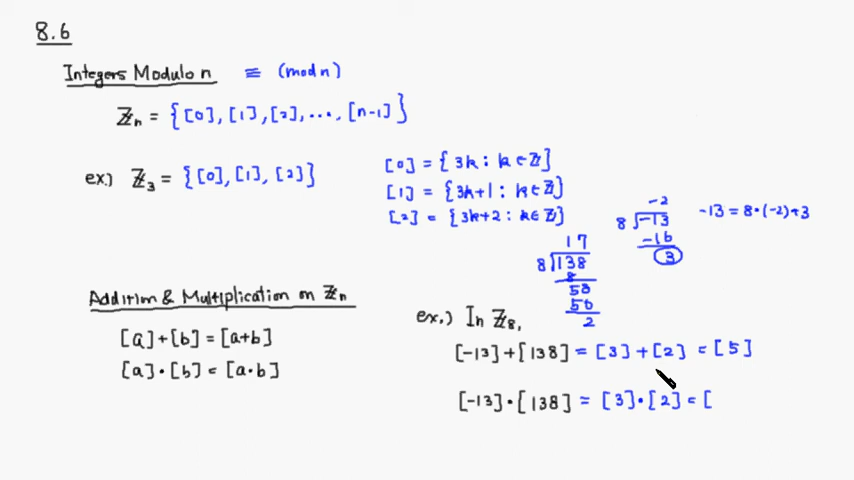 8.6
Integers Modulo n ≡ (mod n)
ℤn = {[0], [1], [2], ..., [n-1]}
ex) ℤ3 = {[0], [1], [2]}
[0] = {3k : k ∈ ℤ}
[1] = {3k+1 : k ∈ ℤ}
[2] = {3k+2 : k ∈ ℤ}
-2
8 -13
-16
3
-13 = 8·(-2)+3
17
8 138
8
58
56
2
Addition & Multiplication on ℤn
[a]+[b] = [a+b]
[a]·[b] = [a·b]
ex.) In ℤ8,
[-13]+[138] = [3]+[2] = [5]
[-13]·[138] = [3]·[2] = [